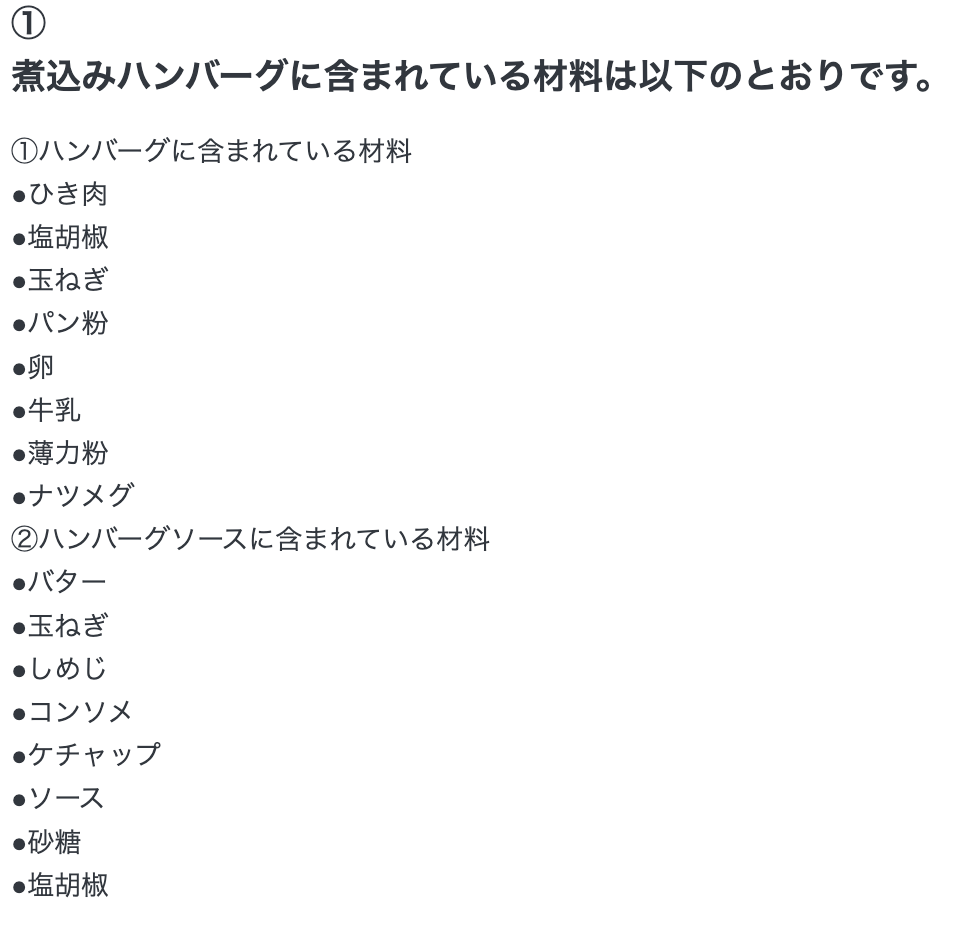 ①
煮込みハンバーグに含まれている材料は以下のとおりです。
①ハンバーグに含まれている材料
●ひき肉
●塩胡椒
●玉ねぎ
●パン粉
●卵
●牛乳
●薄力粉
●ナツメグ
②ハンバーグソースに含まれている材料
●バター
●玉ねぎ
●しめじ
●コンソメ
●ケチャップ
●ソース
●砂糖
●塩胡椒